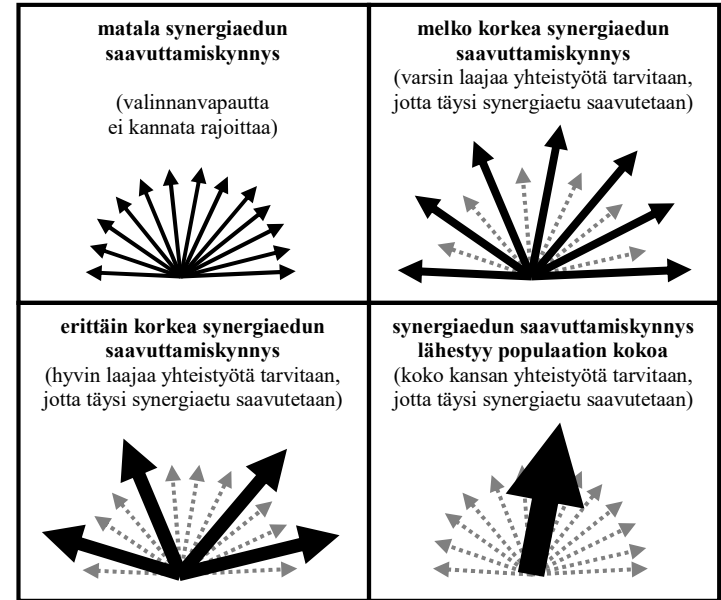 matala synergiaedun
saavuttamiskynnys
(valinnanvapautta
ei kannata rajoittaa)
melko korkea synergiaedun
saavuttamiskynnys
(varsin laajaa yhteistyötä tarvitaan,
jotta täysi synergiaetu saavutetaan)
erittäin korkea synergiaedun
saavuttamiskynnys
(hyvin laajaa yhteistyötä tarvitaan,
jotta täysi synergiaetu saavutetaan)
synergiaedun saavuttamiskynnys
lähestyy populaation kokoa
(koko kansan yhteistyötä tarvitaan,
jotta täysi synergiaetu saavutetaan)